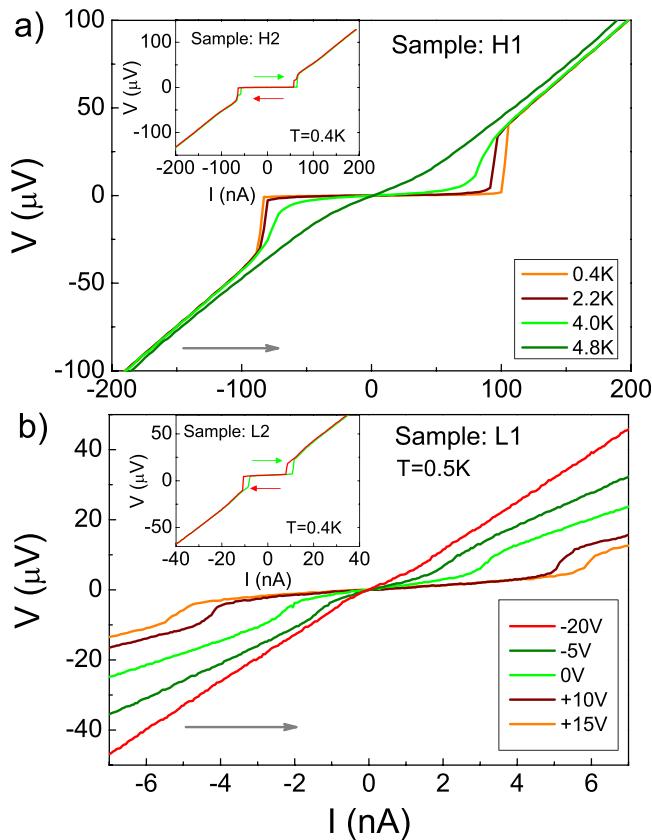 a)
Sample: H1
V (µV)
100
50
0
-50
-100
-200
-100
0
100
200
0.4K
2.2K
4.0K
4.8K
Sample: H2
T=0.4K
V (µV)
100
50
0
-50
-100
-200
-100
0
100
200
I (nA)
b)
Sample: L1
T=0.5K
V (µV)
40
20
0
-20
-40
-6
-4
-2
0
2
4
6
I (nA)
-20V
-5V
0V
+10V
+15V
Sample: L2
T=0.4K
V (µV)
50
0
-50
-40
-20
0
20
40
I (nA)